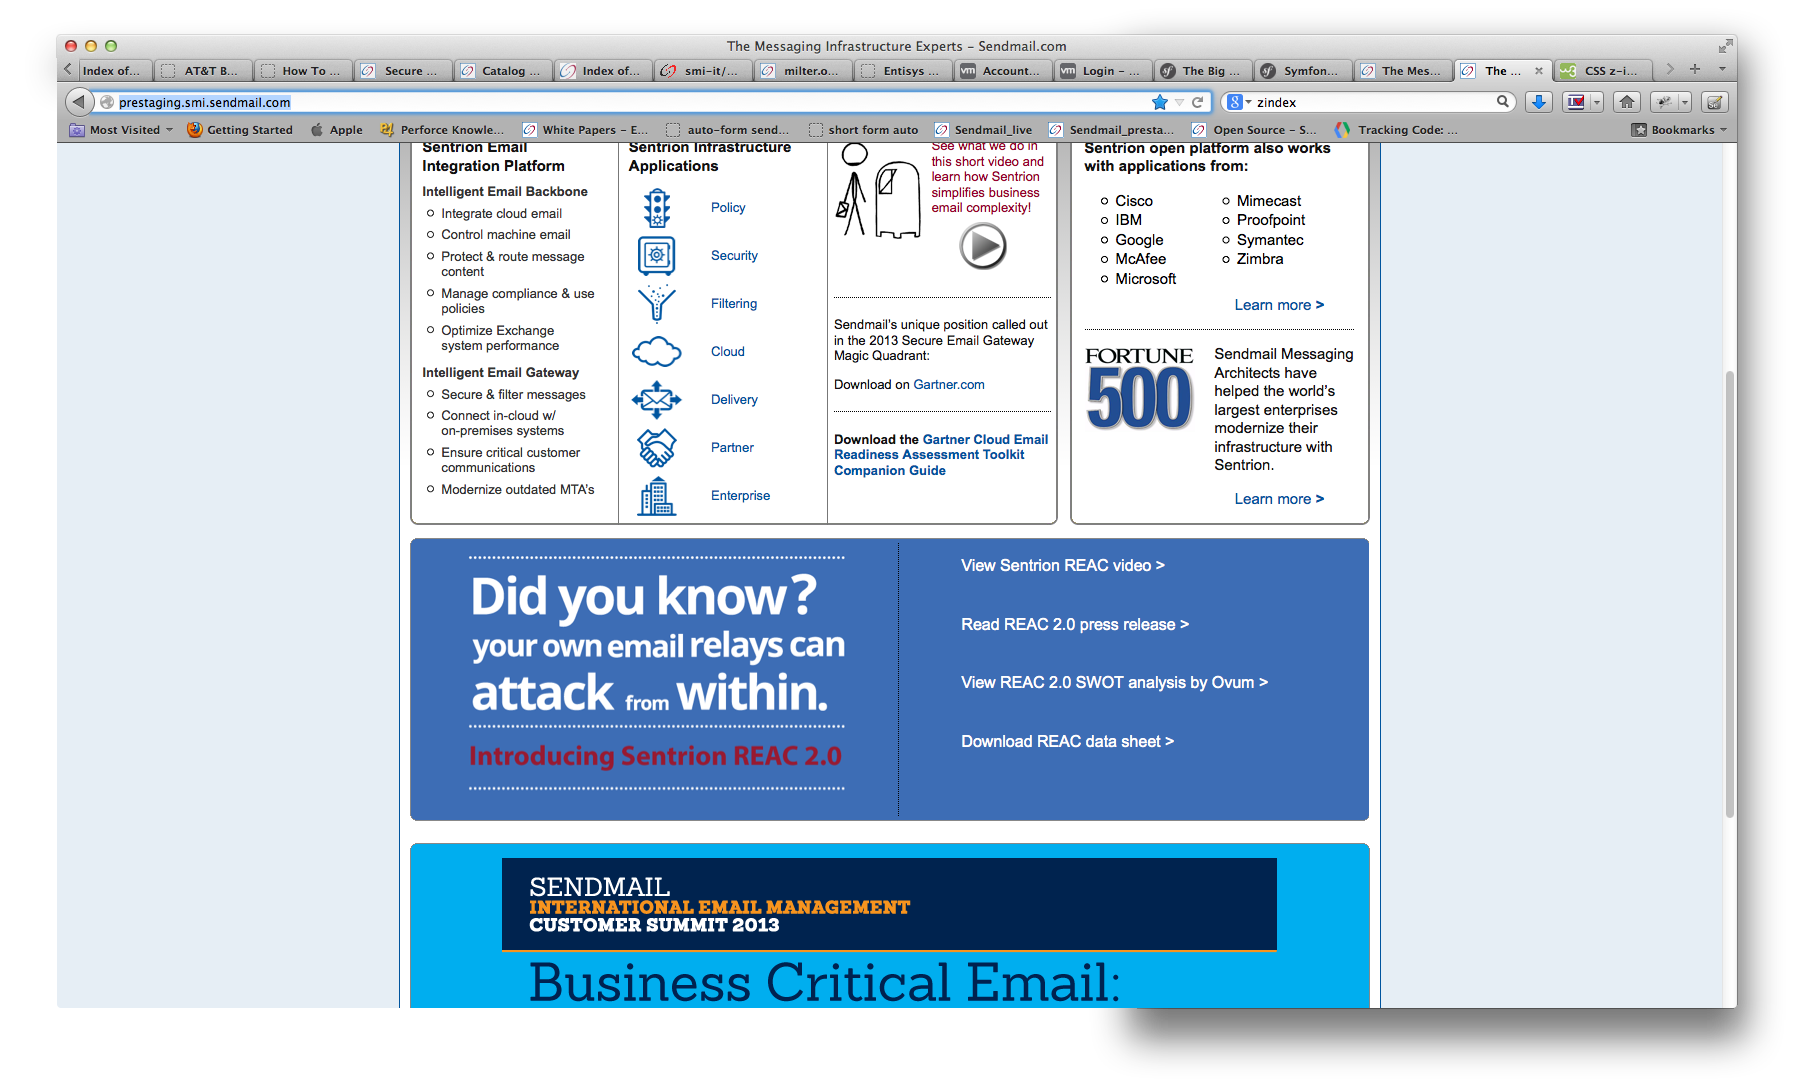 The Messaging Infrastructure Experts – Sendmail.com
Index of...
AT&T B...
How To ...
Secure ...
Catalog ...
Index of...
smi-it/...
milter.o...
Entisys ...
Account...
Login – ...
The Big ...
Symfon...
The Mes...
The ...
CSS z-i...
prestaging.smi.sendmail.com
zindex
Most Visited
Getting Started
Apple
Perforce Knowle...
White Papers – E...
auto-form send...
short form auto
Sendmail_live
Sendmail_presta...
Open Source – S...
Tracking Code: ...
Bookmarks
Sentrion Email
Integration Platform
Intelligent Email Backbone
Integrate cloud email
Control machine email
Protect & route message
content
Manage compliance & use
policies
Optimize Exchange
system performance
Intelligent Email Gateway
Secure & filter messages
Connect in-cloud w/
on-premises systems
Ensure critical customer
communications
Modernize outdated MTA's
Sentrion Infrastructure
Applications
Policy
Security
Filtering
Cloud
Delivery
Partner
Enterprise
See what we do in
this short video and
learn how Sentrion
simplifies business
email complexity!
Sendmail's unique position called out
in the 2013 Secure Email Gateway
Magic Quadrant:
Download on Gartner.com
Download the Gartner Cloud Email
Readiness Assessment Toolkit
Companion Guide
Sentrion open platform also works
with applications from:
Cisco
IBM
Google
McAfee
Microsoft
Mimecast
Proofpoint
Symantec
Zimbra
Learn more >
FORTUNE
500
Sendmail Messaging
Architects have
helped the world's
largest enterprises
modernize their
infrastructure with
Sentrion.
Learn more >
Did you know?
your own email relays can
attack from within.
Introducing Sentrion REAC 2.0
View Sentrion REAC video >
Read REAC 2.0 press release >
View REAC 2.0 SWOT analysis by Ovum >
Download REAC data sheet >
SENDMAIL
INTERNATIONAL EMAIL MANAGEMENT
CUSTOMER SUMMIT 2013
Business Critical Email: